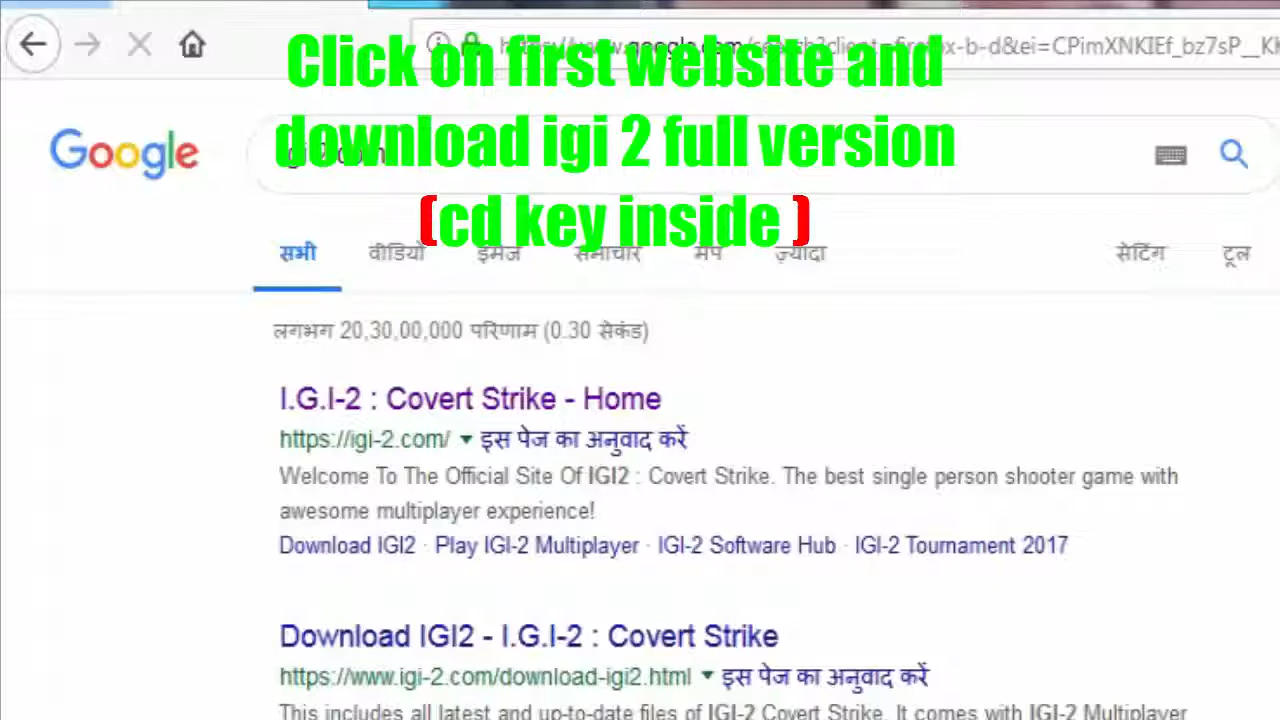 Click on first website and
download igi 2 full version
(cd key inside )
Google
सभी वीडियो इमेज समाचार मैप ज़्यादा सेटिंग टूल
लगभग 20,30,00,000 परिणाम (0.30 सेकंड)
I.G.I-2 : Covert Strike - Home
https://igi-2.com/ ▼ इस पेज का अनुवाद करें
Welcome To The Official Site Of IGI2 : Covert Strike. The best single person shooter game with
awesome multiplayer experience!
Download IGI2 · Play IGI-2 Multiplayer · IGI-2 Software Hub · IGI-2 Tournament 2017
Download IGI2 - I.G.I-2 : Covert Strike
https://www.igi-2.com/download-igi2.html ▼ इस पेज का अनुवाद करें
This includes all latest and up-to-date files of IGI-2 Covert Strike. It comes with IGI-2 Multiplayer